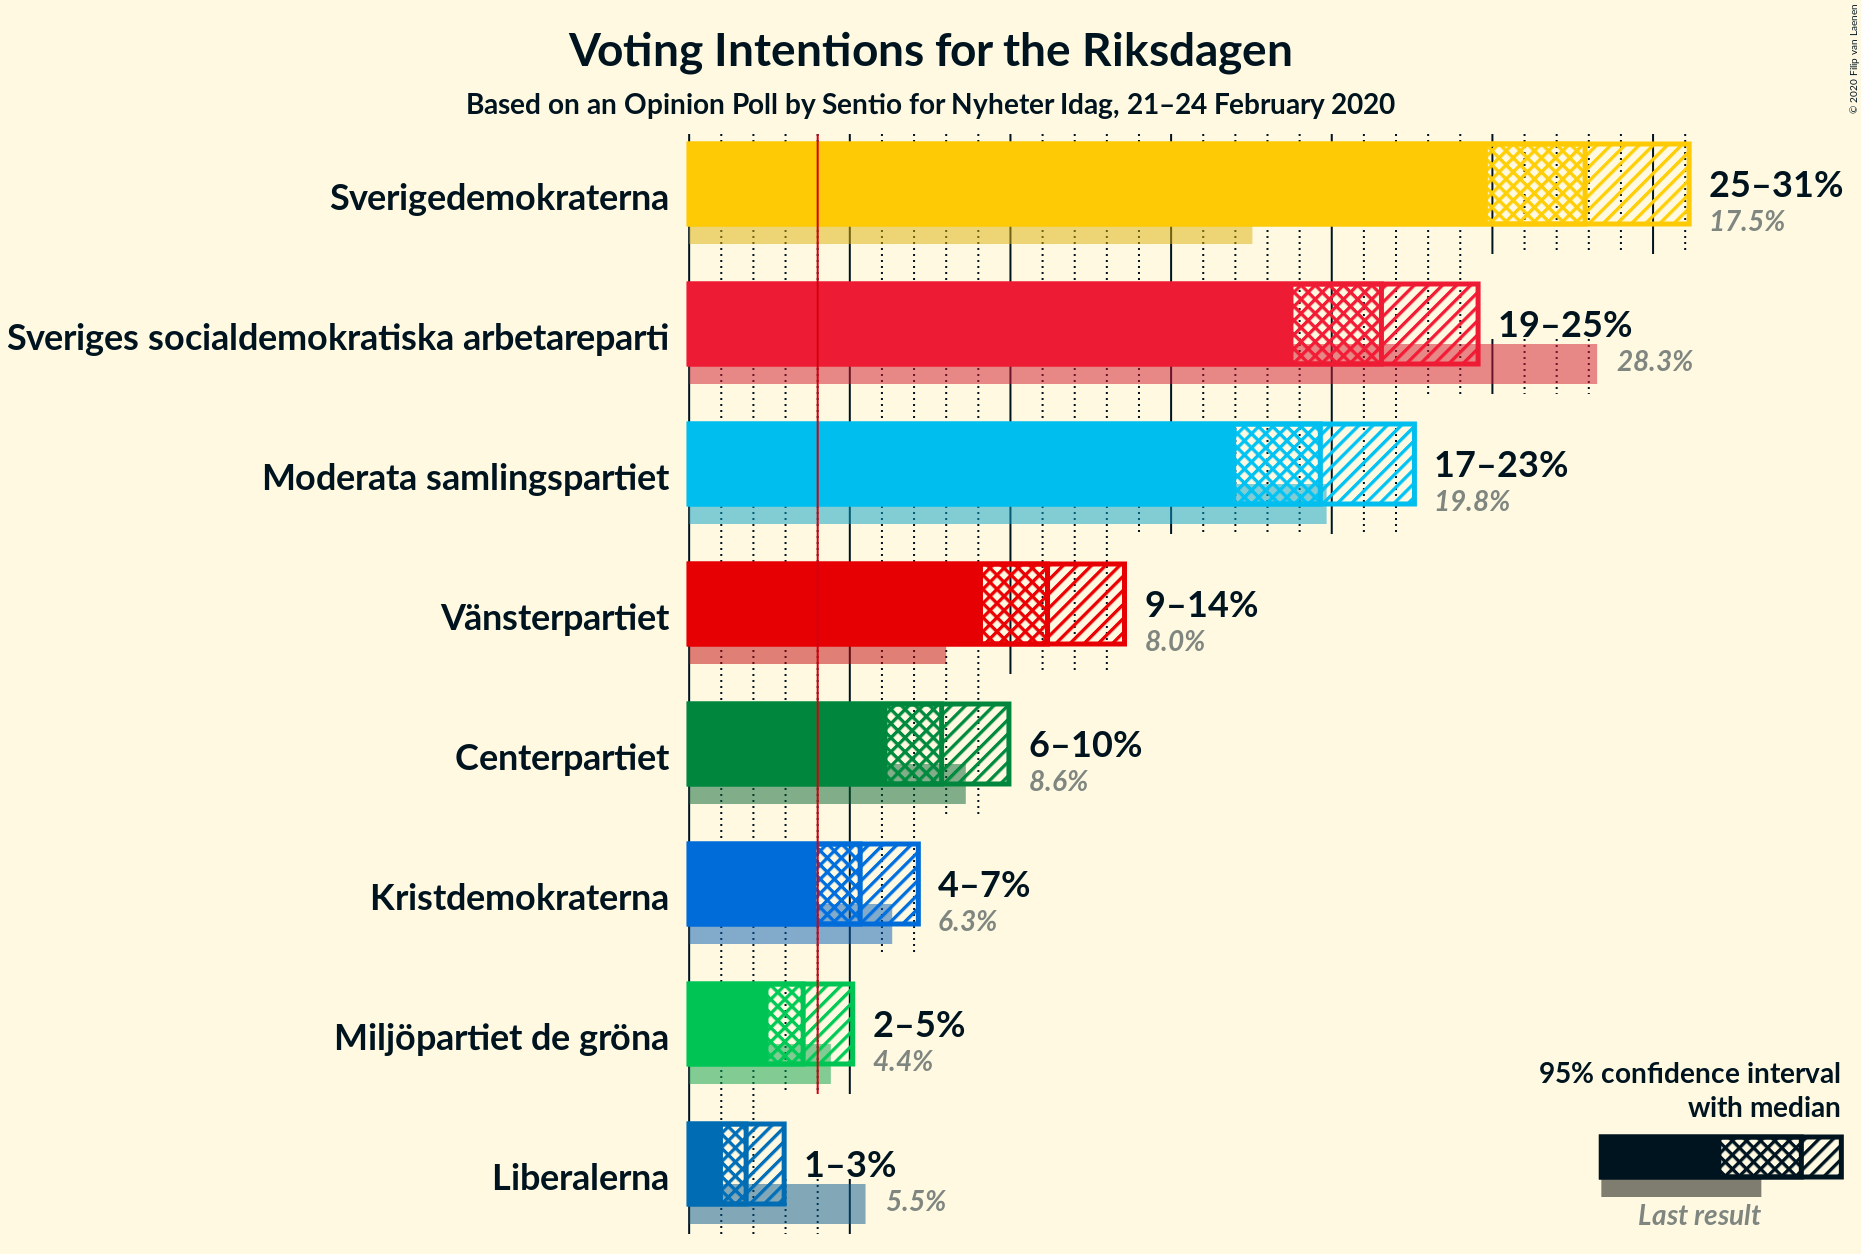 Voting Intentions for the Riksdagen
Based on an Opinion Poll by Sentio for Nyheter Idag, 21–24 February 2020
© 2020 Filip van Laenen
Sverigedemokraterna
25–31%
17.5%
Sveriges socialdemokratiska arbetareparti
19–25%
28.3%
Moderata samlingspartiet
17–23%
19.8%
Vänsterpartiet
9–14%
8.0%
Centerpartiet
6–10%
8.6%
Kristdemokraterna
4–7%
6.3%
Miljöpartiet de gröna
2–5%
4.4%
Liberalerna
1–3%
5.5%
95% confidence interval
with median
Last result